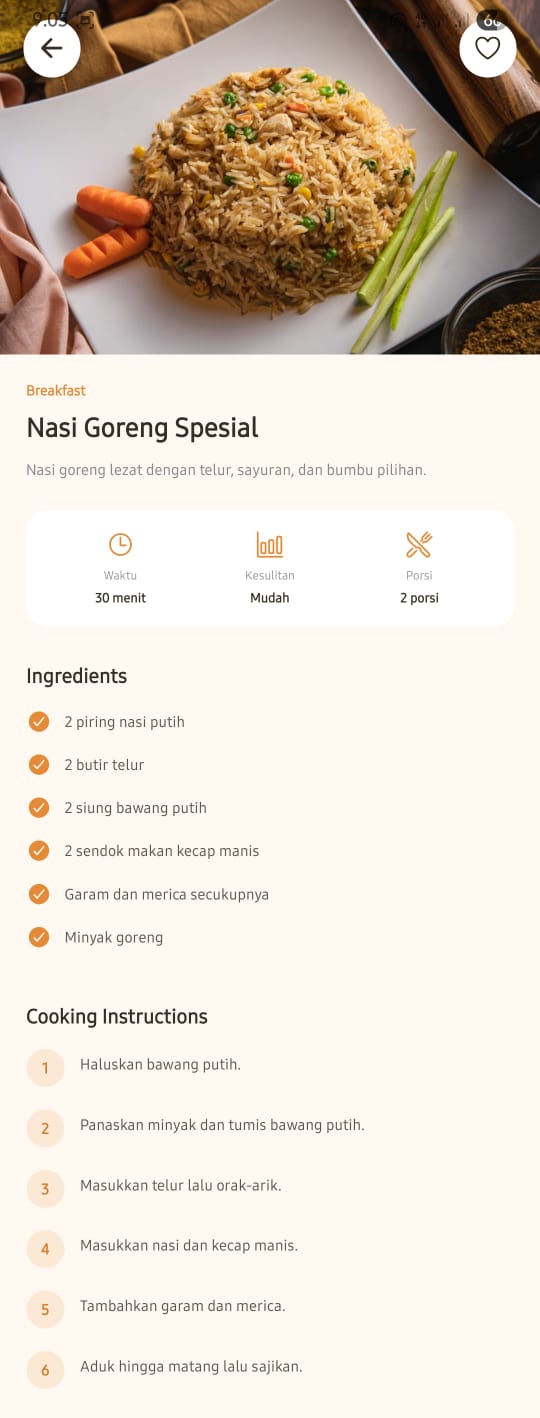 9:05
Breakfast
Nasi Goreng Spesial
Nasi goreng lezat dengan telur, sayuran, dan bumbu pilihan.
Waktu
Kesulitan
Porsi
30 menit
Mudah
2 porsi
Ingredients
2 piring nasi putih
2 butir telur
2 siung bawang putih
2 sendok makan kecap manis
Garam dan merica secukupnya
Minyak goreng
Cooking Instructions
1 Haluskan bawang putih.
2 Panaskan minyak dan tumis bawang putih.
3 Masukkan telur lalu orak-arik.
4 Masukkan nasi dan kecap manis.
5 Tambahkan garam dan merica.
6 Aduk hingga matang lalu sajikan.